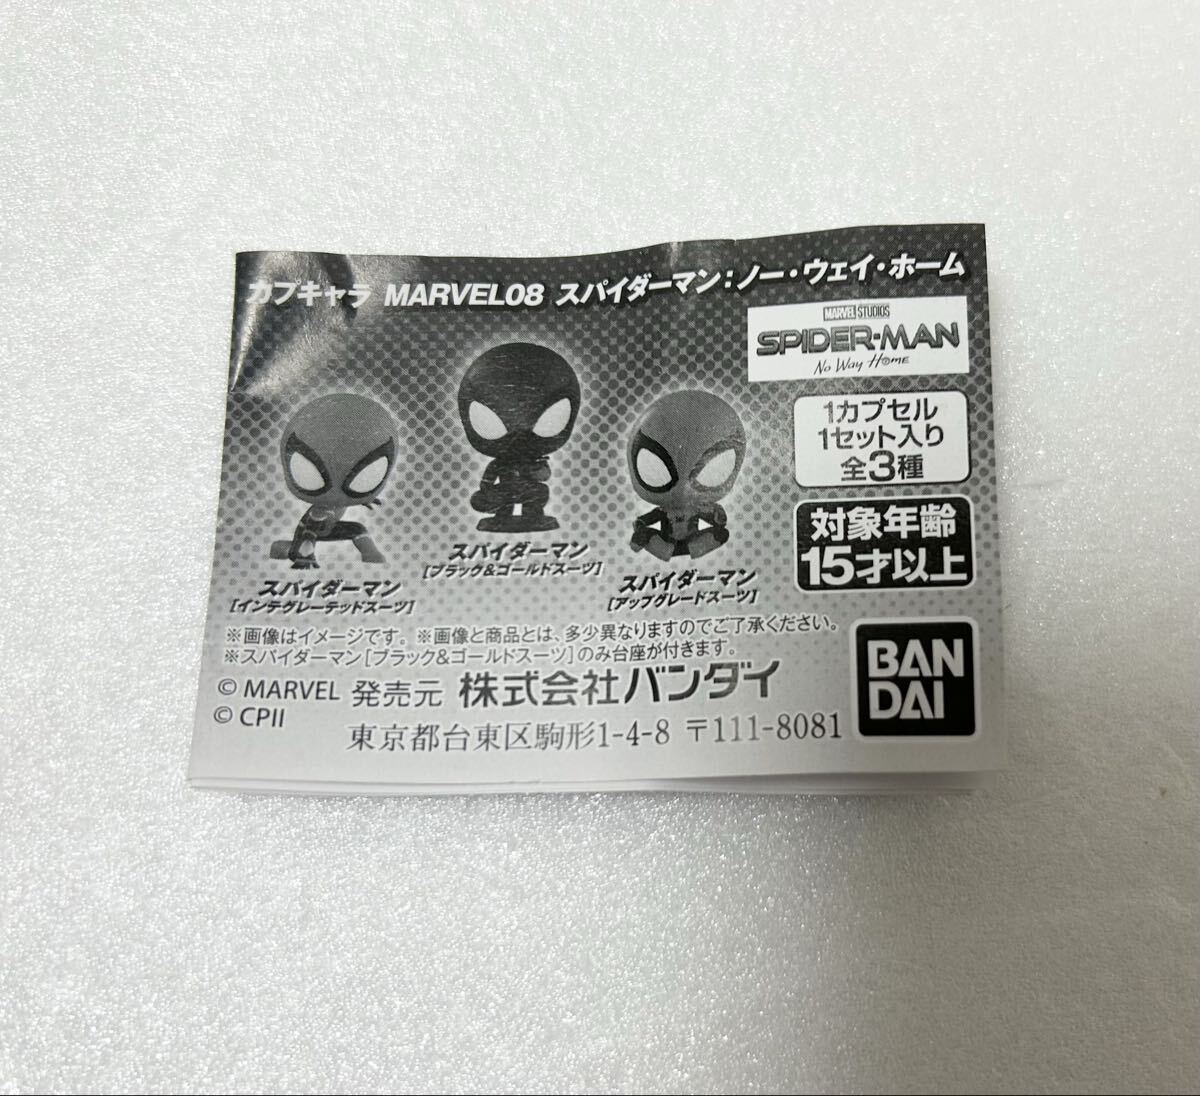 カプキャラ MARVEL08 スパイダーマン:ノー・ウェイ・ホーム
MARVEL STUDIOS
SPIDER-MAN
No Way Home
1カプセル
1セット入り
全3種
対象年齢
15才以上
スパイダーマン
[インテグレーテッドスーツ]
スパイダーマン
[ブラック&ゴールドスーツ]
スパイダーマン
[アップグレードスーツ]
※画像はイメージです。※画像と商品とは、多少異なりますのでご了承ください。
※スパイダーマン[ブラック&ゴールドスーツ]のみ台座が付きます。
© MARVEL 発売元 株式会社バンダイ
© CPII
東京都台東区駒形1-4-8 〒111-8081
BAN
DAI